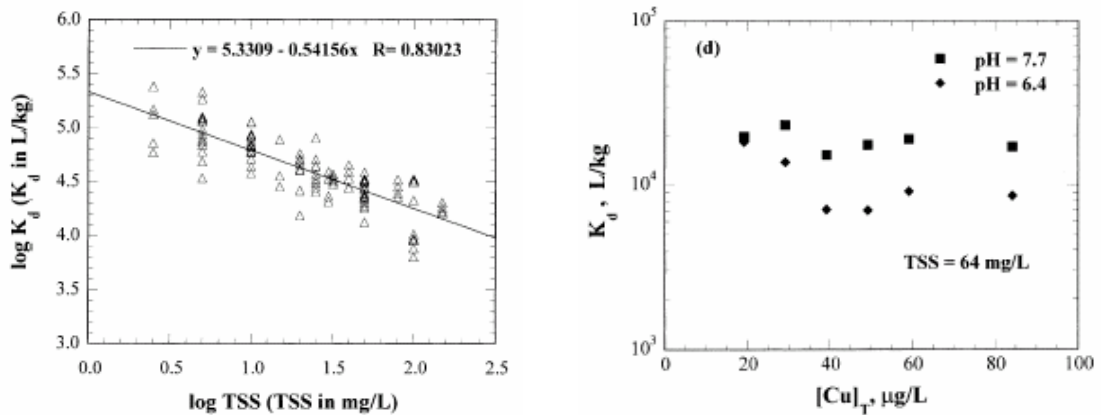 y = 5.3309 - 0.54156x R= 0.83023
log K_d (K_d in L/kg)
6.0
5.5
5.0
4.5
4.0
3.5
3.0
0.0 0.5 1.0 1.5 2.0 2.5
log TSS (TSS in mg/L)
(d)
pH = 7.7
pH = 6.4
K_d , L/kg
10^5
10^4
10^3
TSS = 64 mg/L
0 20 40 60 80 100
[Cu]_T, µg/L